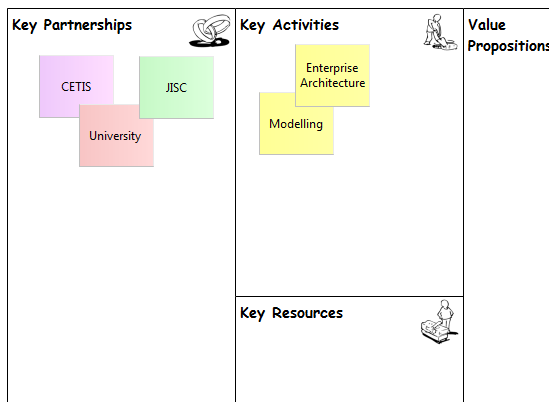 Key Partnerships
CETIS
JISC
University
Key Activities
Enterprise
Architecture
Modelling
Key Resources
Value
Propositions